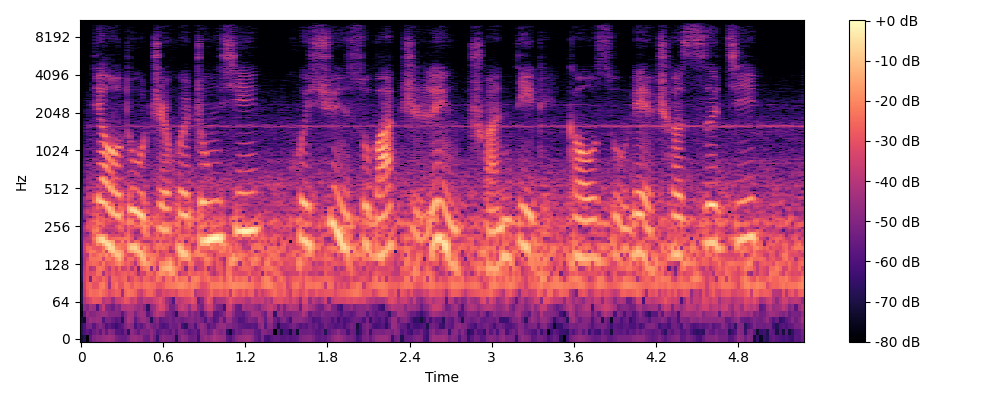 8192
4096
2048
1024
512
256
128
64
0
Hz
0 0.6 1.2 1.8 2.4 3 3.6 4.2 4.8
Time
+0 dB
-10 dB
-20 dB
-30 dB
-40 dB
-50 dB
-60 dB
-70 dB
-80 dB